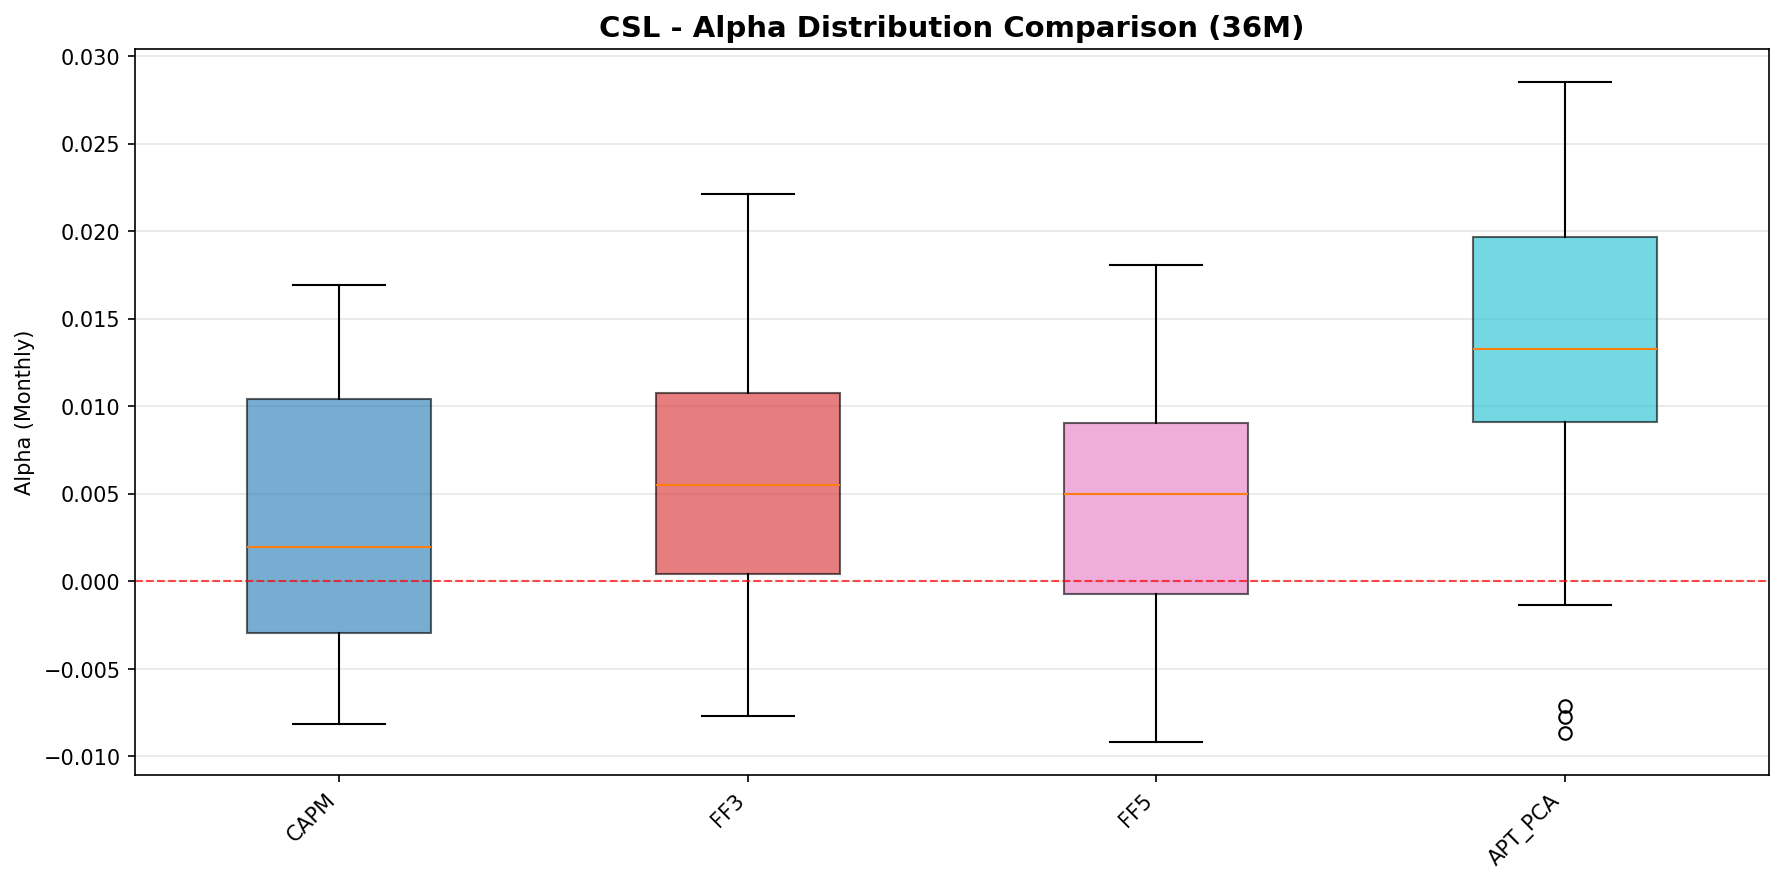 CSL - Alpha Distribution Comparison (36M)
Alpha (Monthly)
0.030
0.025
0.020
0.015
0.010
0.005
0.000
−0.005
−0.010
CAPM
FF3
FF5
APT_PCA